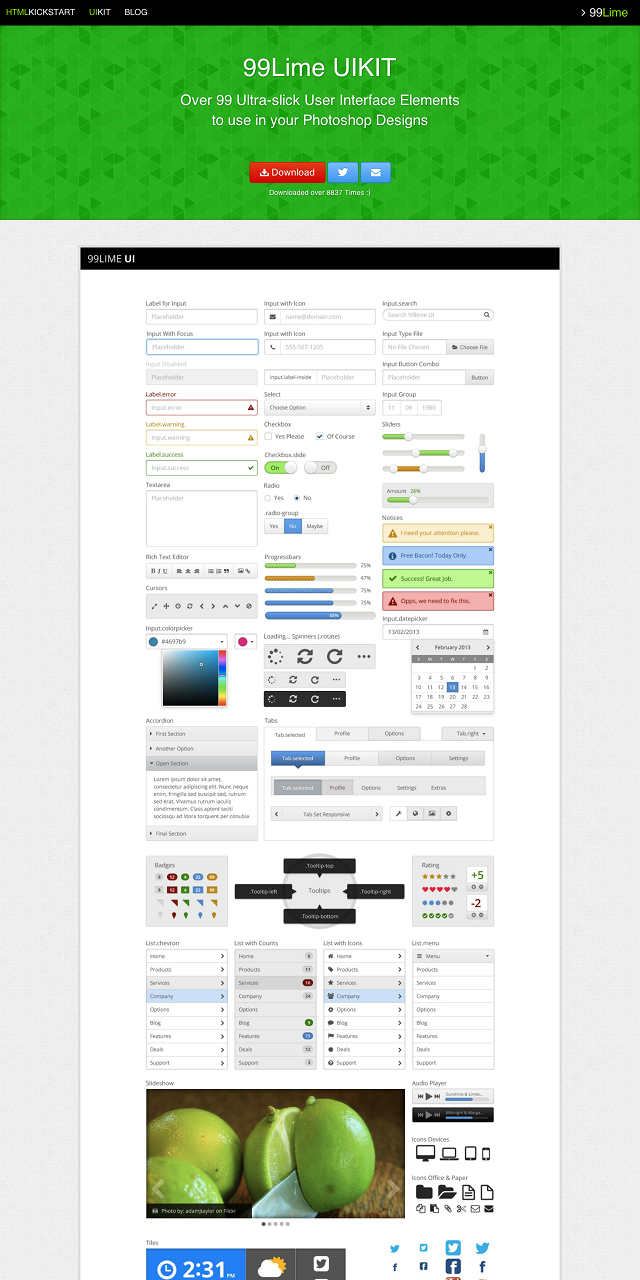 HTMLKICKSTART UIKIT BLOG
99Lime
99Lime UIKIT
Over 99 Ultra-slick User Interface Elements
to use in your Photoshop Designs
Download
Downloaded over 8837 Times :)
99LIME UI
Label for Input
Placeholder
Input With Focus
Placeholder
Input Disabled
Placeholder
Label.error
Input.error
Label.warning
Input.warning
Label.success
Input.success
Textarea
Placeholder
Input with Icon
name@domain.com
Input with Icon
555-567-1205
input.label-inside Placeholder
Select
Choose Option
Checkbox
Yes Please Of Course
Checkbox.slide
On Off
Radio
Yes No
.radio-group
Yes No Maybe
Input.search
Search 99lime UI
Input Type File
No File Chosen Choose File
Input Button Combo
Placeholder Button
Input Group
11 09 1980
Sliders
Amount 26%
Notices
I need your attention please.
Free Bacon! Today Only.
Success! Great Job.
Opps, we need to fix this.
Rich Text Editor
B I U
Cursors
Input.colorpicker
#4697b9
Progressbars
25%
47%
75%
75%
Loading... Spinners (.rotate)
Input.datepicker
13/02/2013
February 2013
S M T W T F S
1 2
3 4 5 6 7 8 9
10 11 12 13 14 15 16
17 18 19 20 21 22 23
24 25 26 27 28
Accordion
First Section
Another Option
Open Section
Lorem ipsum dolor sit amet,
consectetur adipiscing elit. Nunc neque
enim, fringilla sed suscipit sed, rutrum
sed erat. Vivamus rutrum iaculis
condimentum. Class aptent taciti
sociosqu ad litora torquent per conubia
Final Section
Tabs
Tab.selected Profile Options Tab.right
Tab.selected Profile Options Settings
Tab.selected Profile Options Settings Extras
Tab Set Responsive
Badges
8 12 4 22 99
8 12 4 22 99
.Tooltip-top
.Tooltip-left Tooltips .Tooltip-right
.Tooltip-bottom
Rating
+5
-2
List.chevron
Home
Products
Services
Company
Options
Blog
Features
Deals
Support
List with Counts
Home 8
Products 11
Services
Company 24
Options
Blog
Features
Deals 12
Support 3
List with Icons
Home
Products
Services
Company
Options
Blog
Features
Deals
Support
List.menu
Menu
Products
Services
Company
Options
Blog
Features
Deals
Support
Slideshow
Photo by: adamjtaylor on Flickr
Audio Player
Sunshine & Limes...
Midnight & Marga...
Icons Devices
Icons Office & Paper
Tiles
2:31 PM